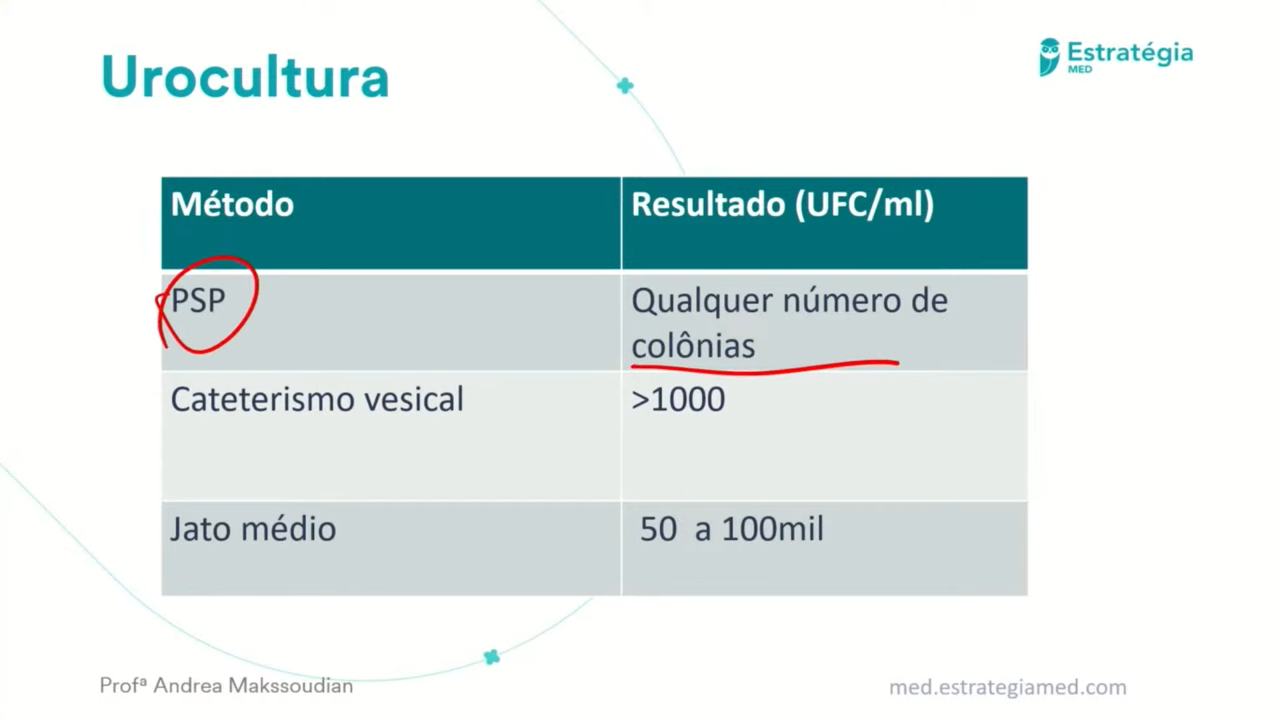 Urocultura
Estratégia
MED
Método
Resultado (UFC/ml)
PSP
Qualquer número de
colônias
Cateterismo vesical
>1000
Jato médio
50 a 100mil
Profª Andrea Makssoudian
med.estrategiamed.com